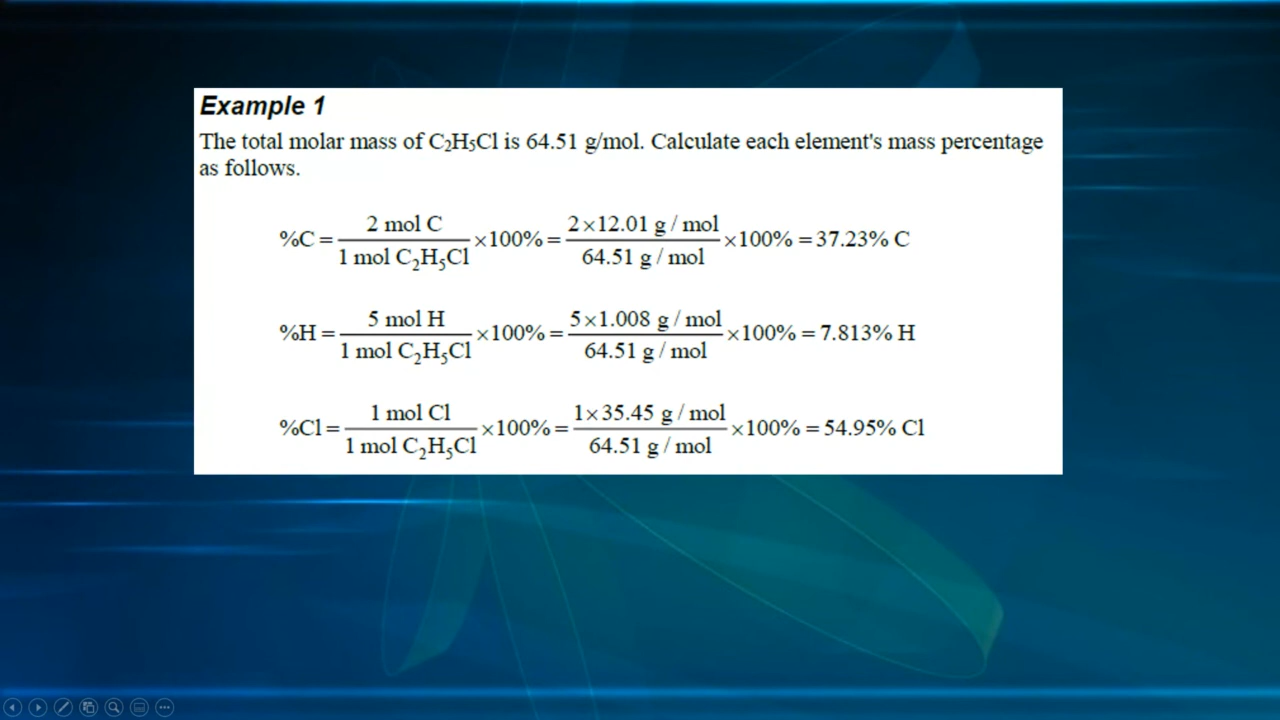 Example 1
The total molar mass of C₂H₅Cl is 64.51 g/mol. Calculate each element's mass percentage
as follows.
%C = 2 mol C / 1 mol C₂H₅Cl ×100% = 2×12.01 g / mol / 64.51 g / mol ×100% = 37.23% C
%H = 5 mol H / 1 mol C₂H₅Cl ×100% = 5×1.008 g / mol / 64.51 g / mol ×100% = 7.813% H
%Cl = 1 mol Cl / 1 mol C₂H₅Cl ×100% = 1×35.45 g / mol / 64.51 g / mol ×100% = 54.95% Cl